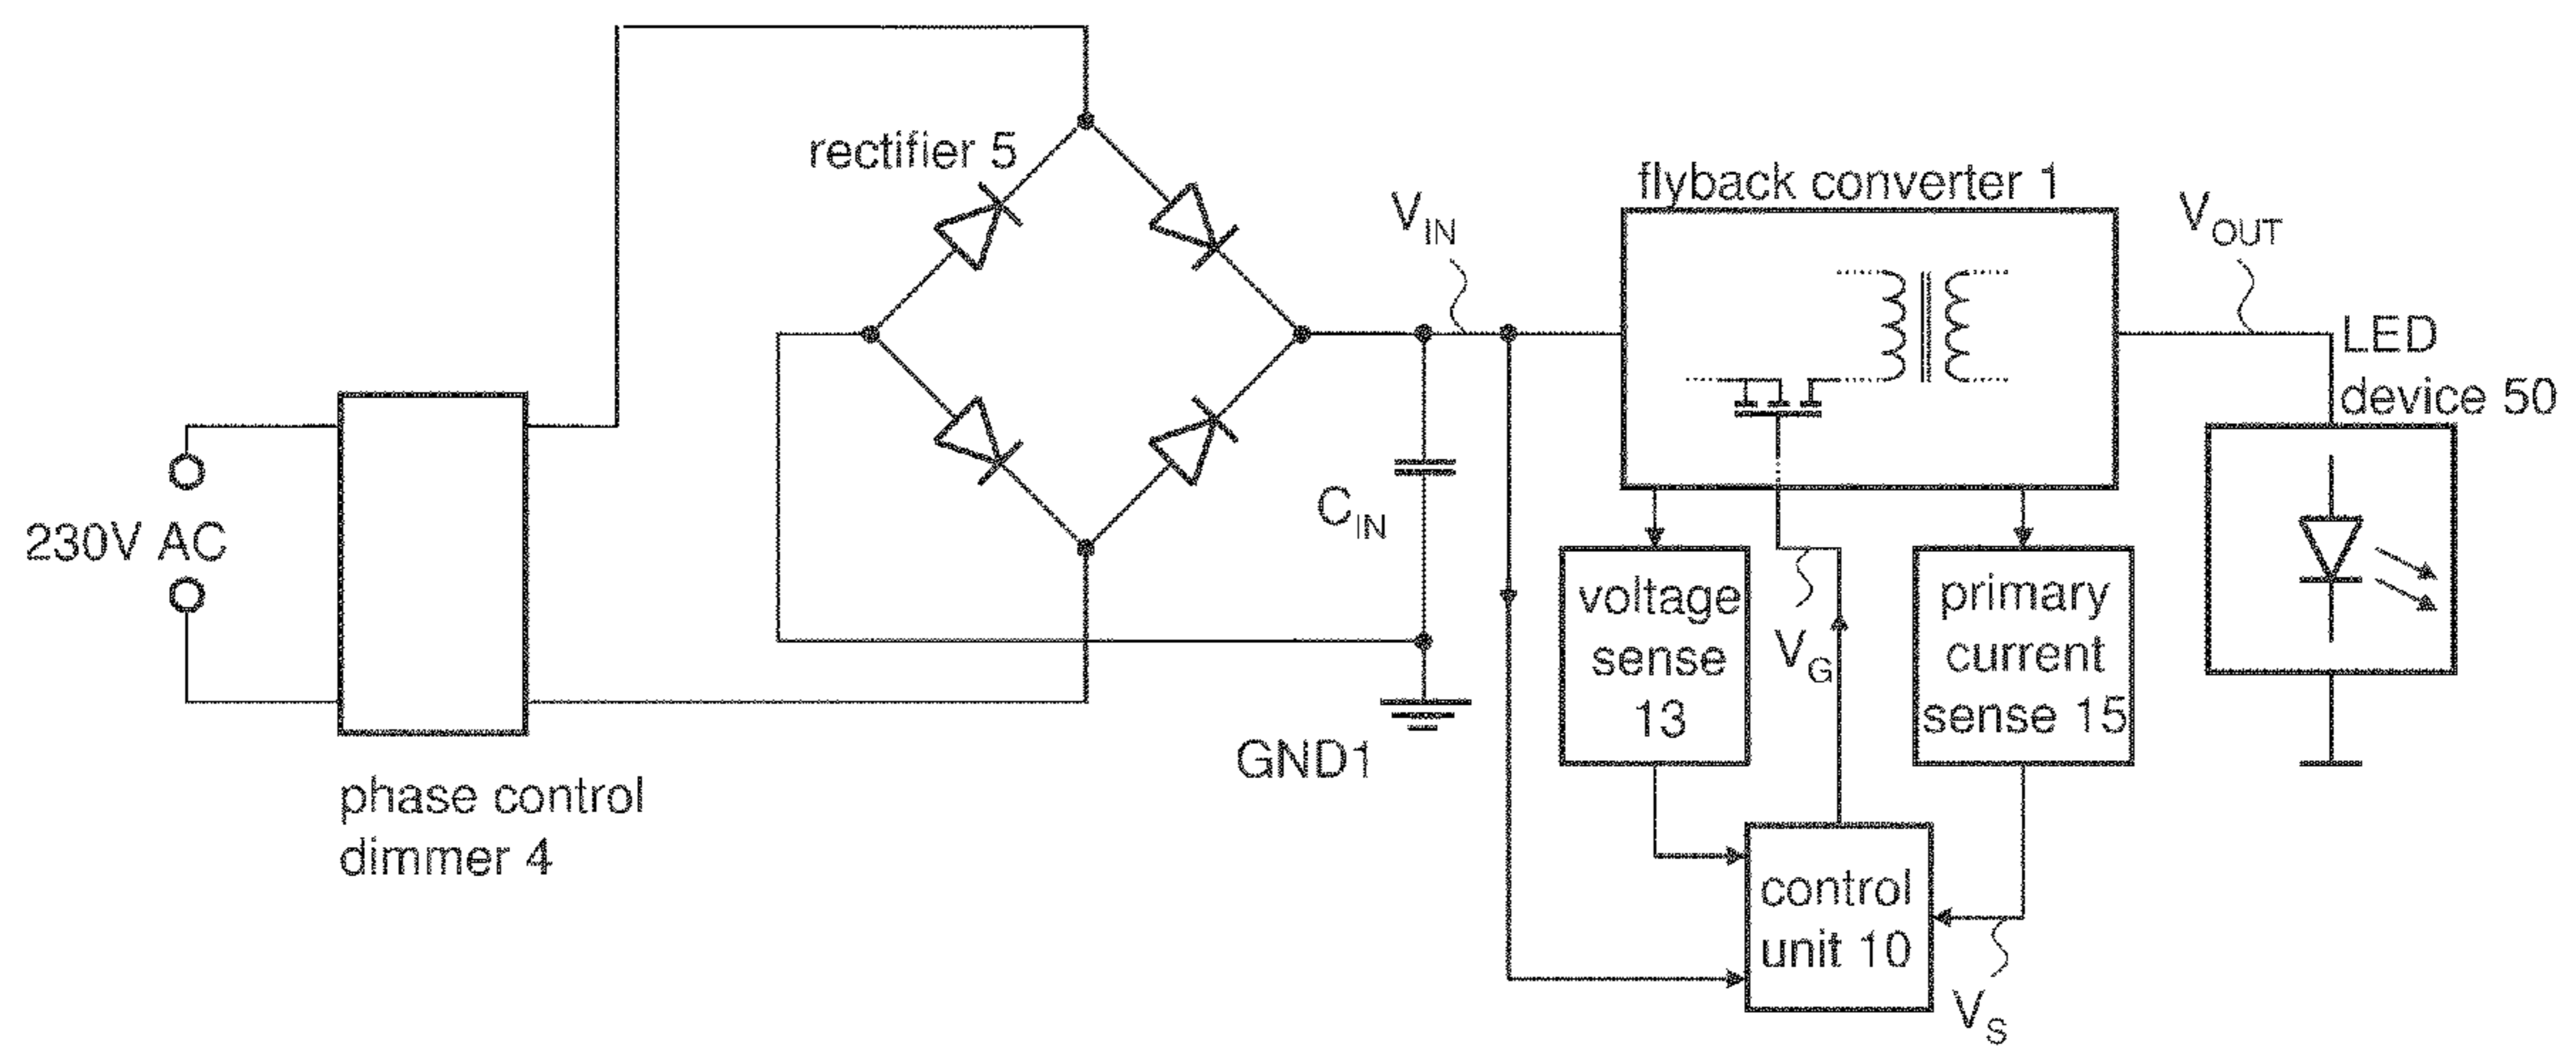 rectifier 5
flyback converter 1
V_IN
V_OUT
LED
device 50
C_IN
230V AC
voltage
sense
13
V_G
primary
current
sense 15
GND1
phase control
dimmer 4
control
unit 10
V_S